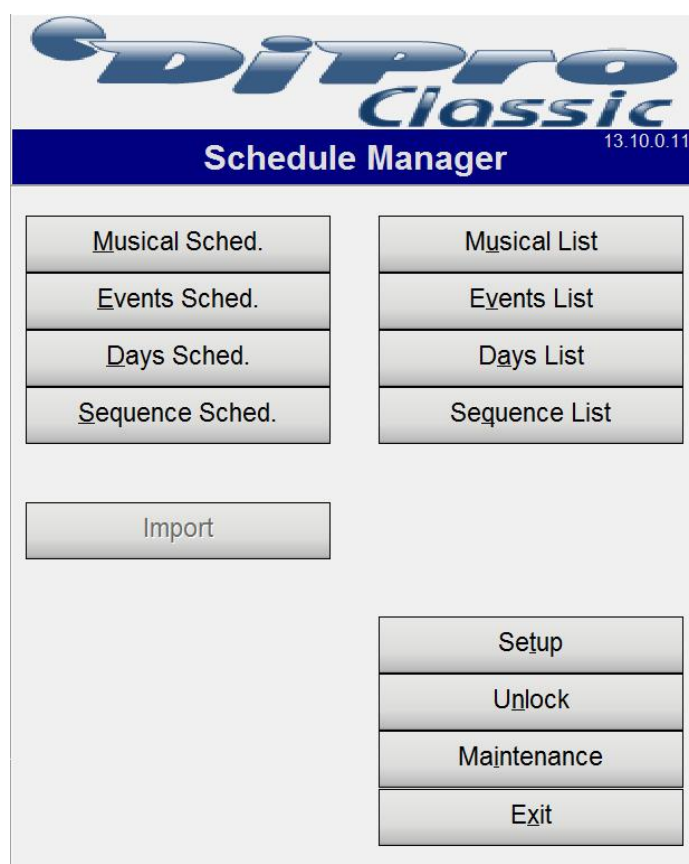 DjPro
Classic
Schedule Manager
13.10.0.11
Musical Sched.
Musical List
Events Sched.
Events List
Days Sched.
Days List
Sequence Sched.
Sequence List
Import
Setup
Unlock
Maintenance
Exit